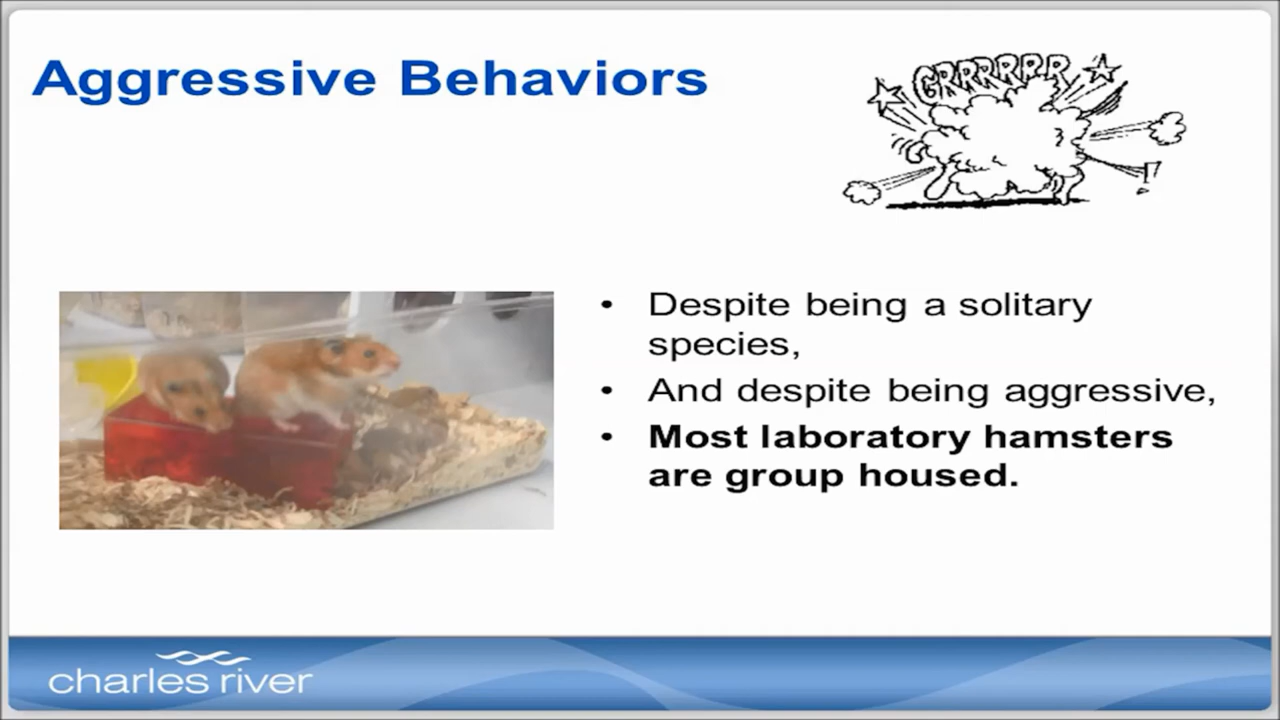 Aggressive Behaviors
GRRRRRR
• Despite being a solitary
species,
• And despite being aggressive,
• Most laboratory hamsters
are group housed.
charles river